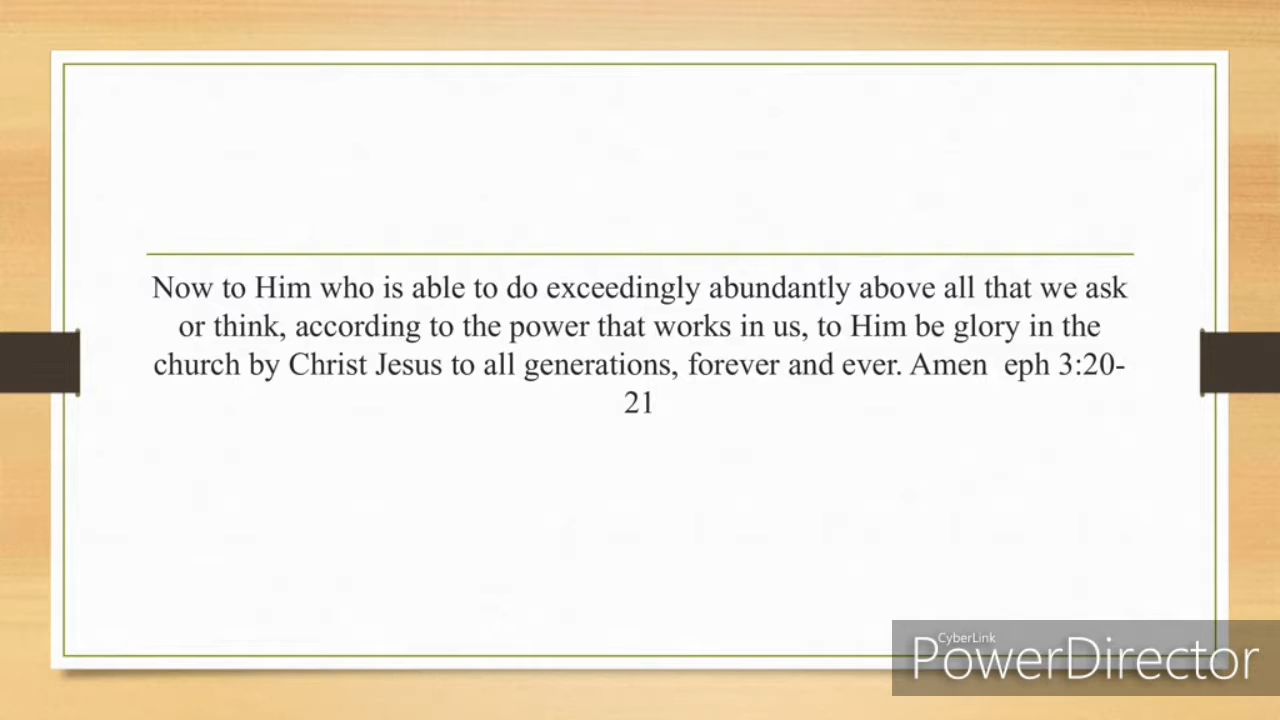 Now to Him who is able to do exceedingly abundantly above all that we ask
or think, according to the power that works in us, to Him be glory in the
church by Christ Jesus to all generations, forever and ever. Amen  eph 3:20-
21
CyberLink
PowerDirector